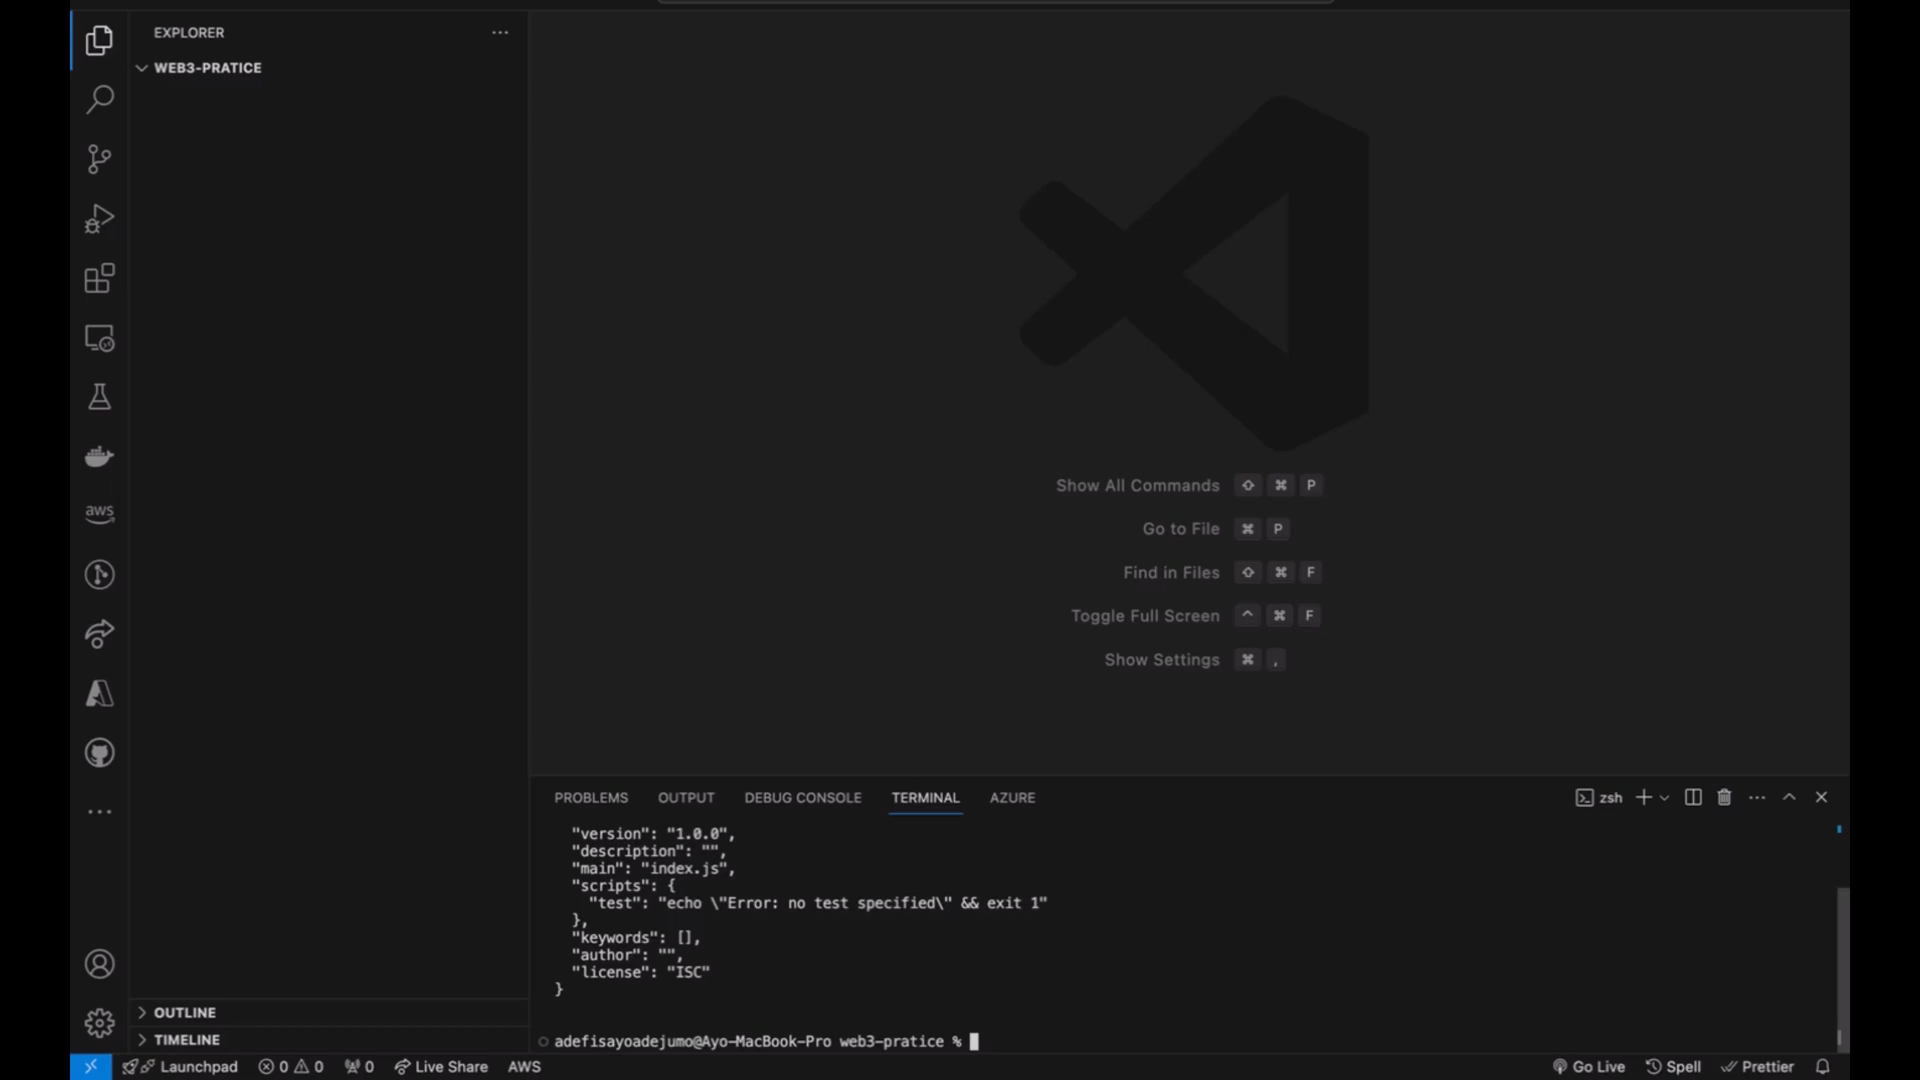 EXPLORER
WEB3-PRATICE
aws
Show All Commands ⇧ ⌘ P
Go to File ⌘ P
Find in Files ⇧ ⌘ F
Toggle Full Screen ^ ⌘ F
Show Settings ⌘ ,
PROBLEMS OUTPUT DEBUG CONSOLE TERMINAL AZURE
zsh
"version": "1.0.0",
"description": "",
"main": "index.js",
"scripts": {
"test": "echo \"Error: no test specified\" && exit 1"
},
"keywords": [],
"author": "",
"license": "ISC"
}
adefisayoadejumo@Ayo-MacBook-Pro web3-pratice %
OUTLINE
TIMELINE
Launchpad 0 0 0 Live Share AWS Go Live Spell Prettier